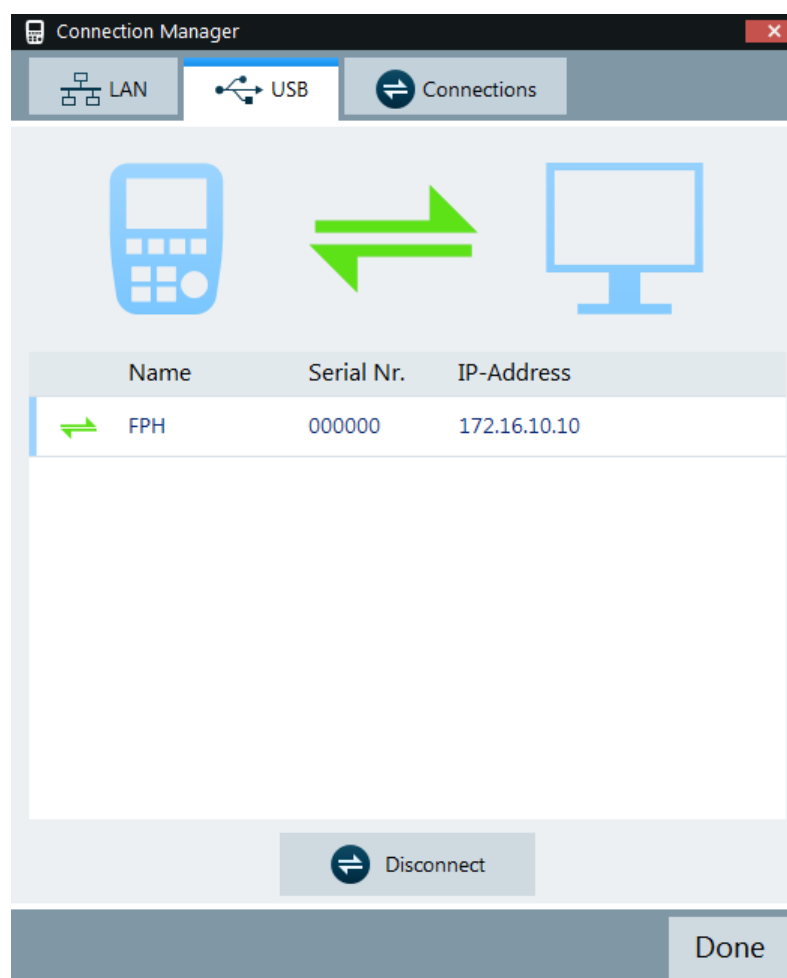 Connection Manager
LAN USB Connections
Name Serial Nr. IP-Address
FPH 000000 172.16.10.10
Disconnect
Done